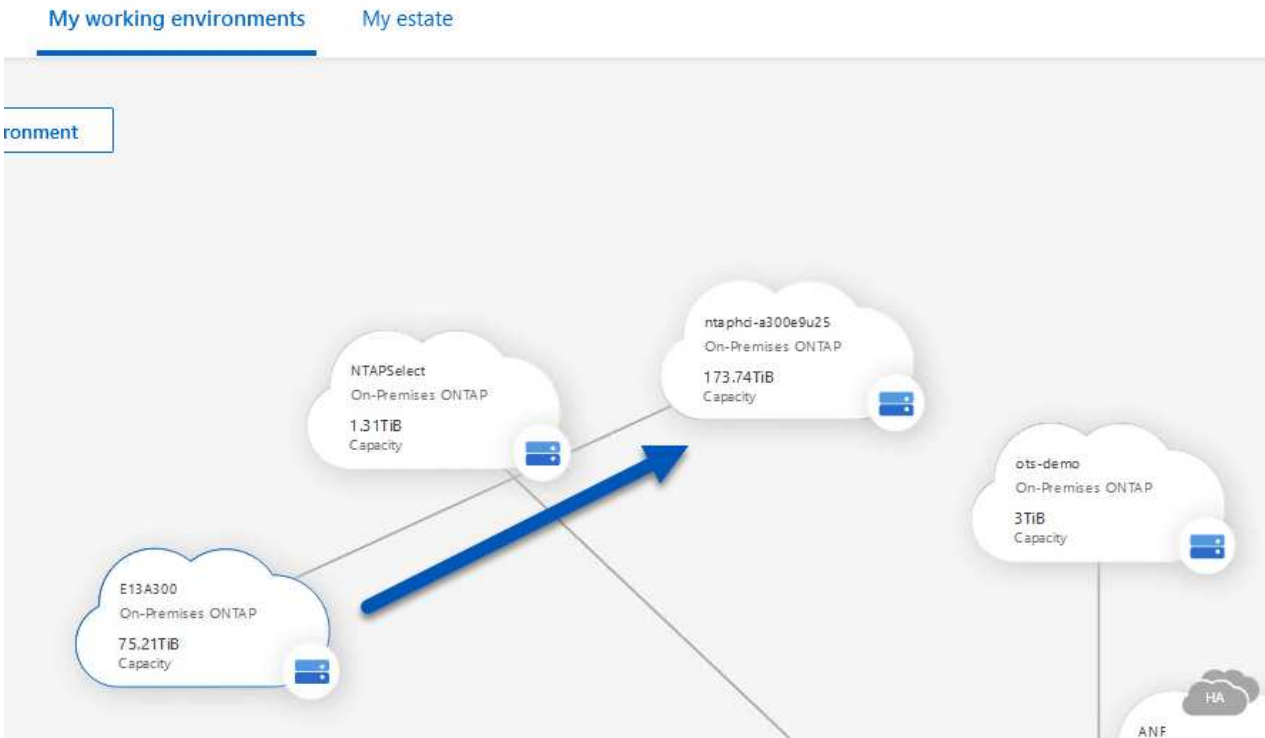 My working environments
My estate
ronment
ntaphci-a300e9u25
On-Premises ONTAP
173.74TiB
Capacity
NTAPSelect
On-Premises ONTAP
1.31TiB
Capacity
ots-demo
On-Premises ONTAP
3TiB
Capacity
E13A300
On-Premises ONTAP
75.21TiB
Capacity
HA
ANF